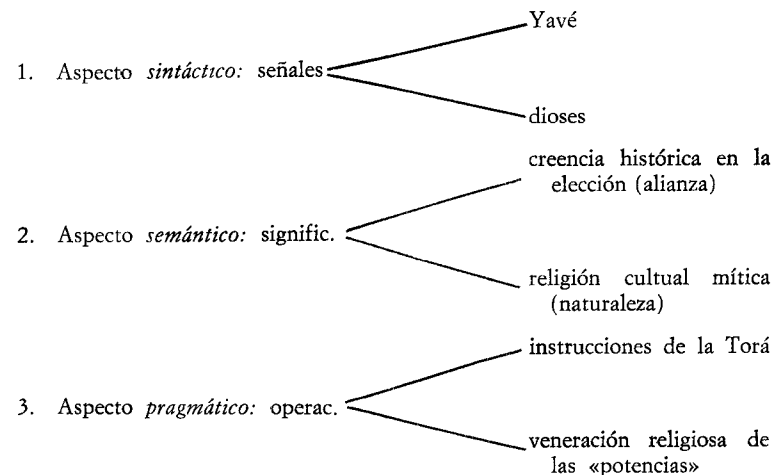 Yavé
1. Aspecto sintáctico: señales
dioses
creencia histórica en la
elección (alianza)
2. Aspecto semántico: signific.
religión cultual mítica
(naturaleza)
instrucciones de la Torá
3. Aspecto pragmático: operac.
veneración religiosa de
las «potencias»